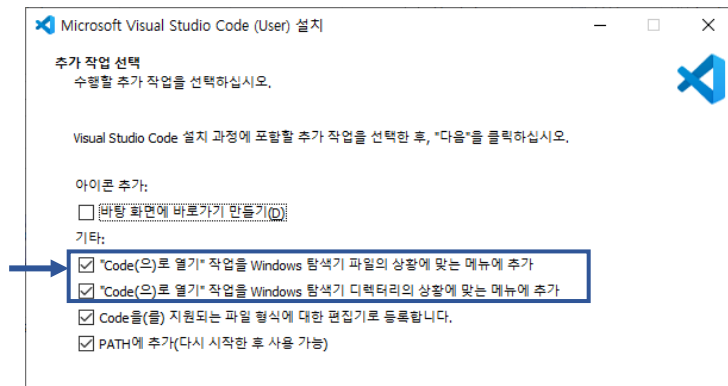 Microsoft Visual Studio Code (User) 설치
추가 작업 선택
수행할 추가 작업을 선택하십시오.
Visual Studio Code 설치 과정에 포함할 추가 작업을 선택한 후, "다음"을 클릭하십시오.
아이콘 추가:
바탕 화면에 바로가기 만들기(D)
기타:
"Code(으)로 열기" 작업을 Windows 탐색기 파일의 상황에 맞는 메뉴에 추가
"Code(으)로 열기" 작업을 Windows 탐색기 디렉터리의 상황에 맞는 메뉴에 추가
Code을(를) 지원되는 파일 형식에 대한 편집기로 등록합니다.
PATH에 추가(다시 시작한 후 사용 가능)